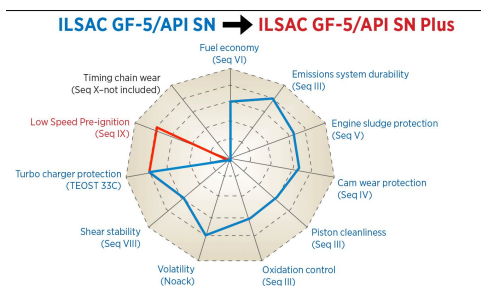 ILSAC GF-5/API SN ILSAC GF-5/API SN Plus
Fuel economy
(Seq VI)
Timing chain wear
(Seq X–not included)
Emissions system durability
(Seq III)
Low Speed Pre-ignition
(Seq IX)
Engine sludge protection
(Seq V)
Turbo charger protection
(TEOST 33C)
Cam wear protection
(Seq IV)
Shear stability
(Seq VIII)
Piston cleanliness
(Seq III)
Volatility
(Noack)
Oxidation control
(Seq III)